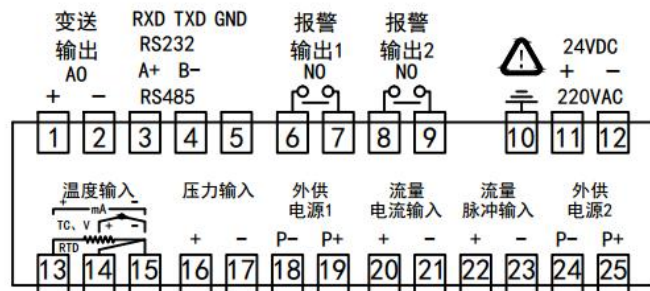 变送 RXD TXD GND 报警 报警 24VDC
输出 RS232 输出1 输出2 + −
AO A+ B− NO NO
+ − RS485 220VAC
1 2 3 4 5 6 7 8 9 10 11 12
温度输入 压力输入 外供 流量 流量 外供
+ mA − 电源1 电流输入 脉冲输入 电源2
TC、V + −
RTD + − P− P+ + − + − P− P+
13 14 15 16 17 18 19 20 21 22 23 24 25